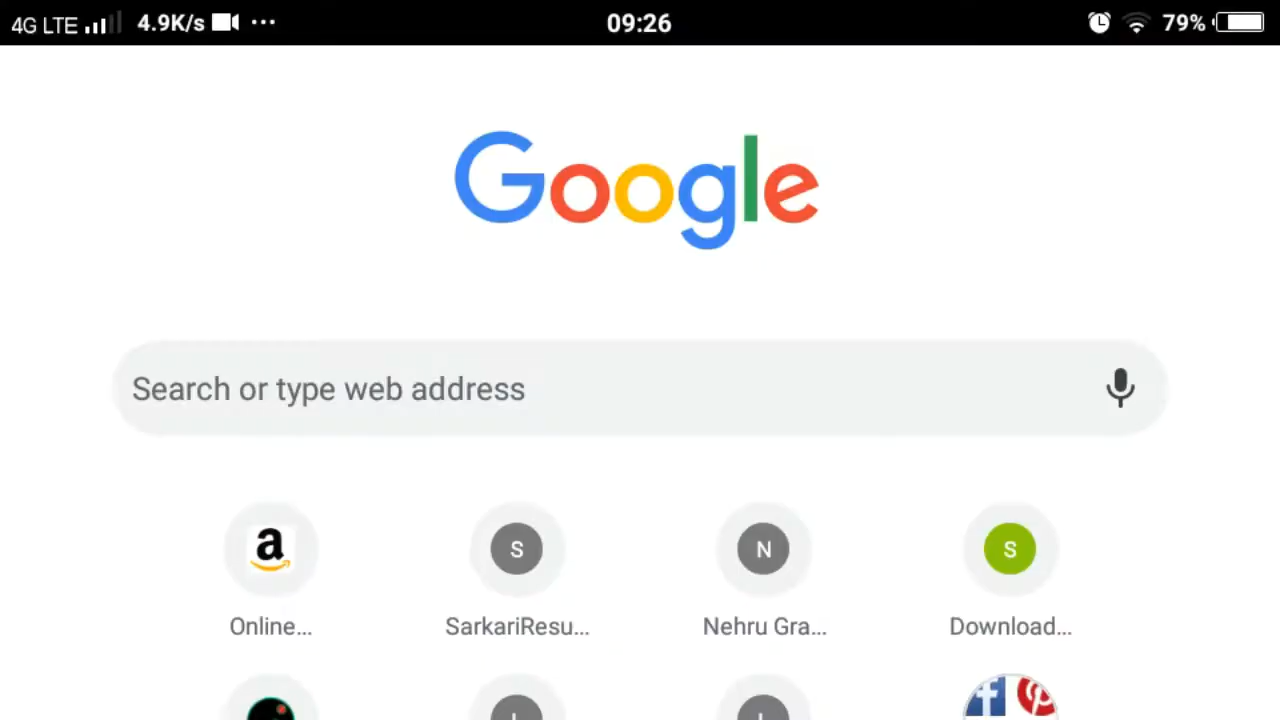 4G LTE 4.9K/s ... 09:26 79%
Google
Search or type web address
a S N S
Online... SarkariResu... Nehru Gra... Download...